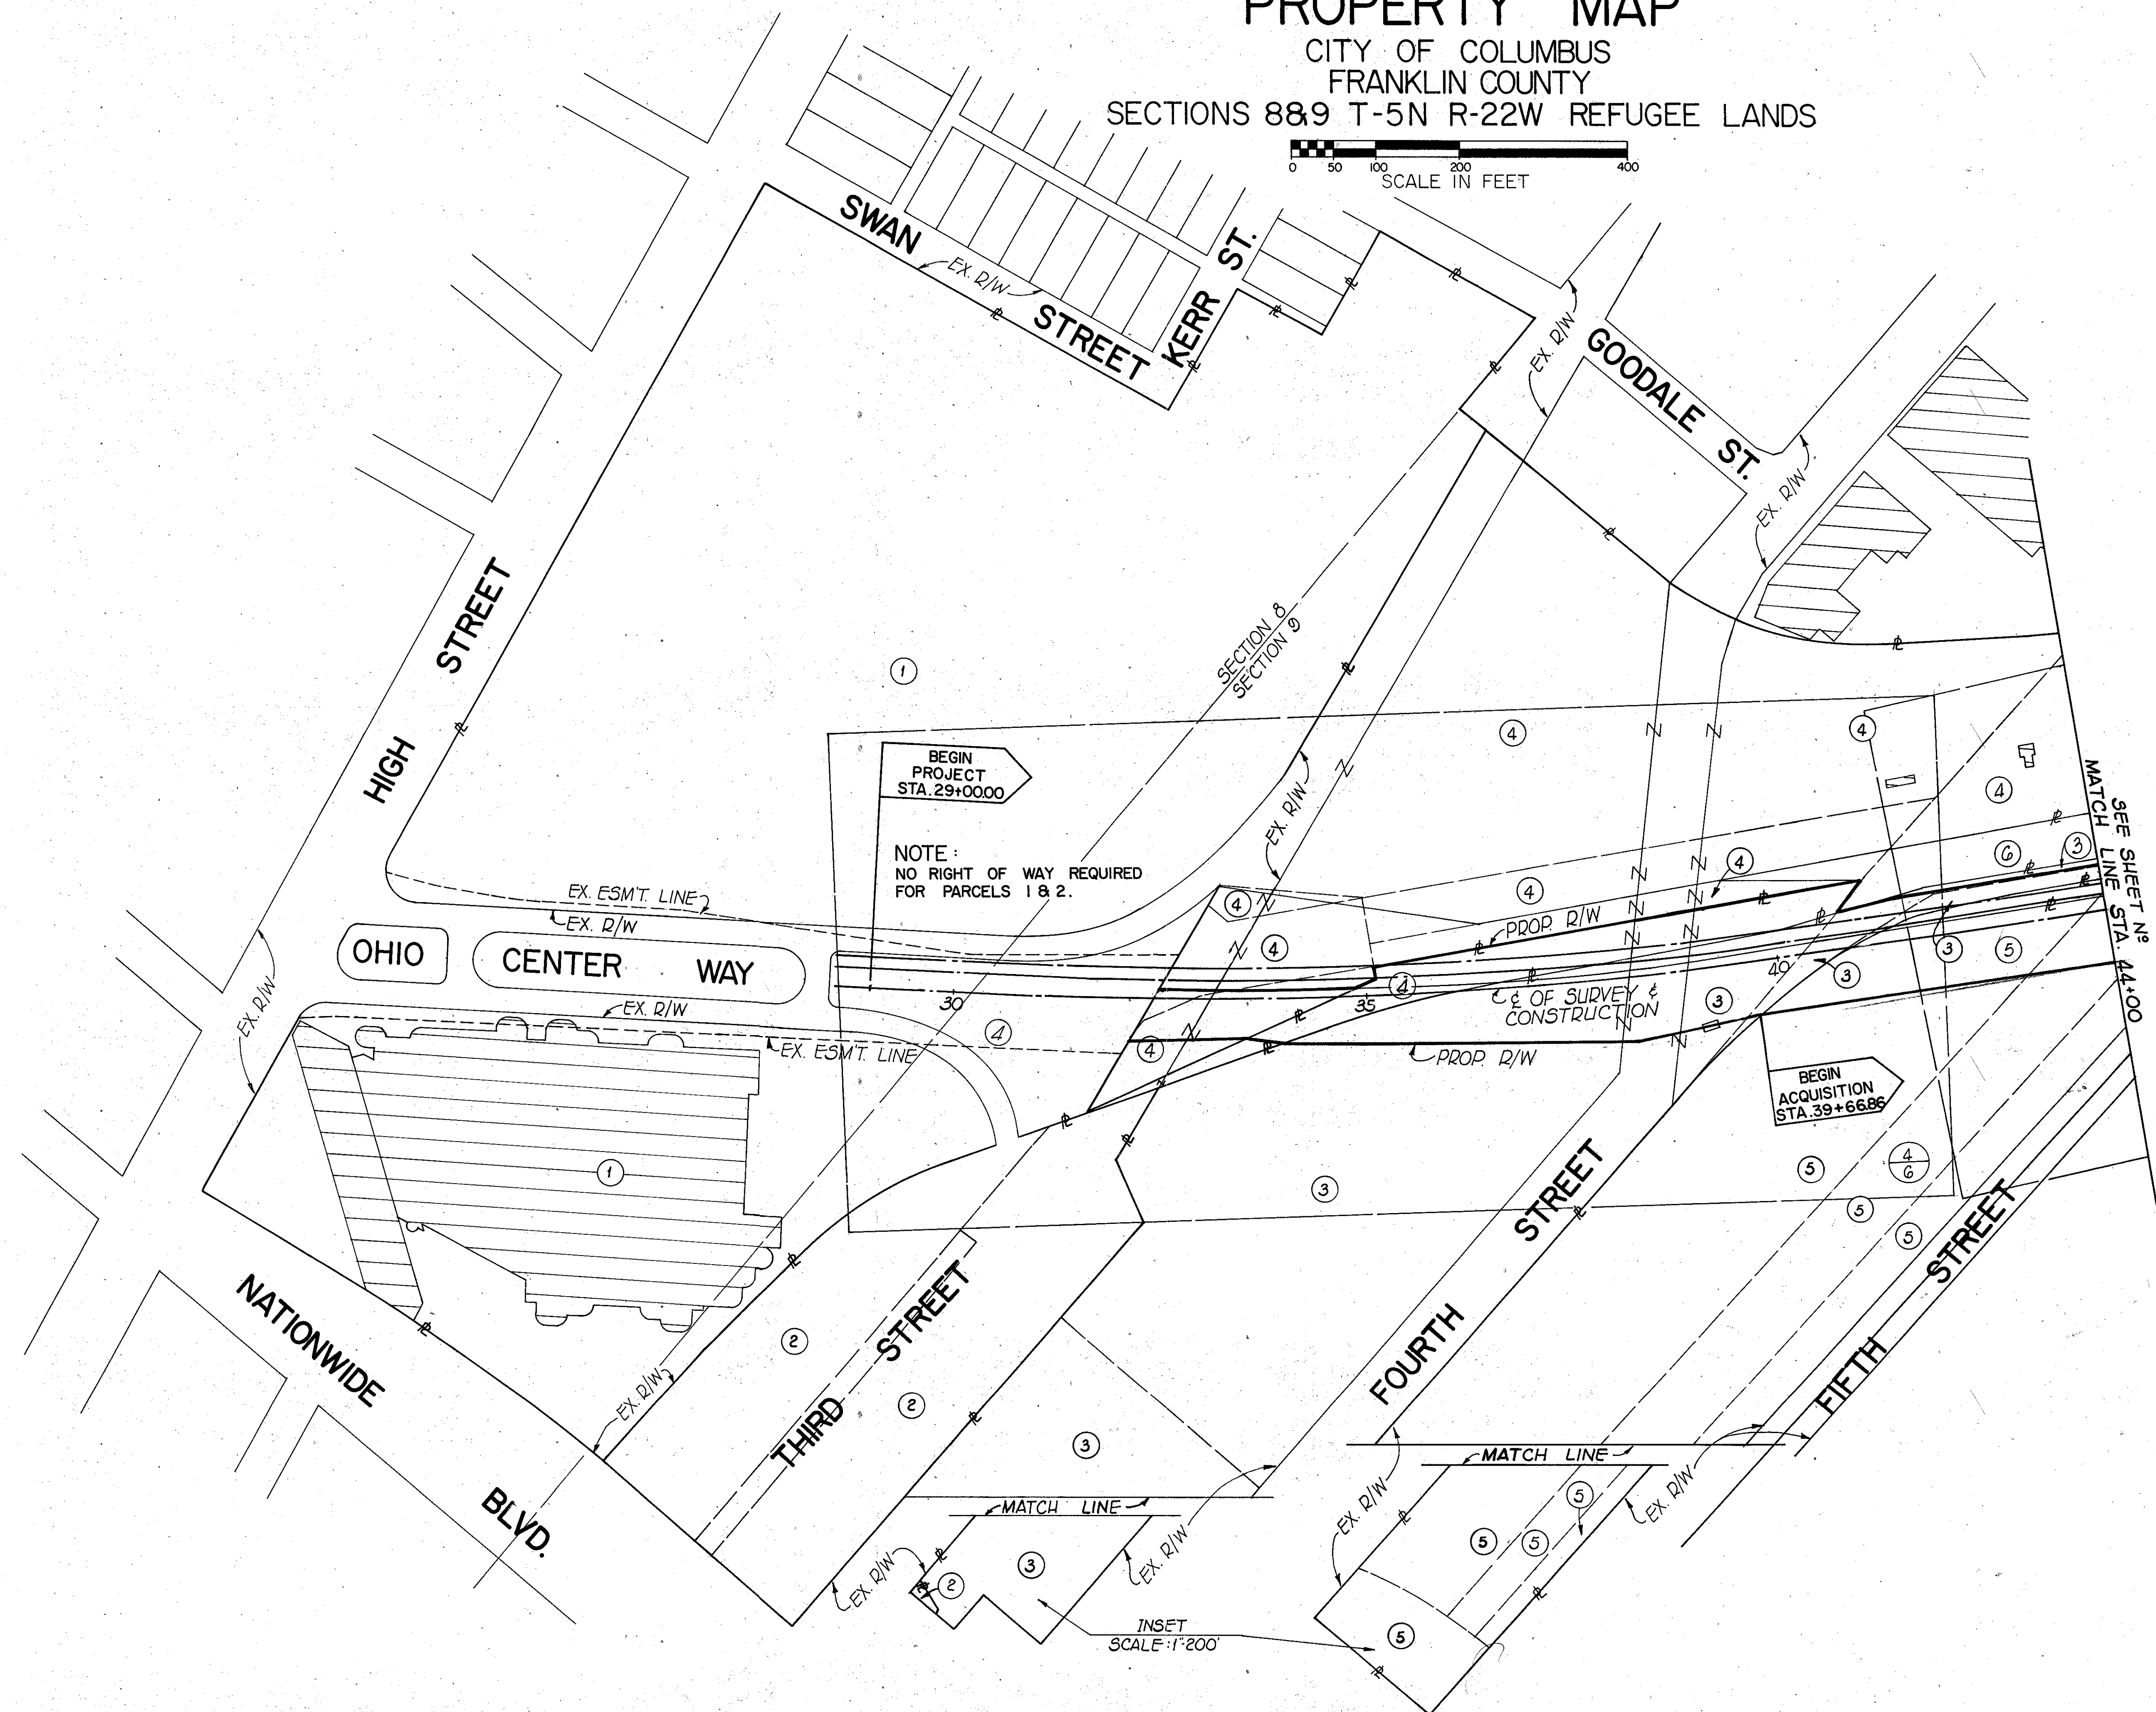 PROPERTY MAP
CITY OF COLUMBUS
FRANKLIN COUNTY
SECTIONS 8&9 T-5N R-22W REFUGEE LANDS
0 50 100 200 400
SCALE IN FEET
SWAN STREET
EX. R/W
KERR ST.
EX. R/W
GOODALE ST.
EX. R/W
HIGH STREET
SECTION 8
SECTION 9
1
4
4
BEGIN
PROJECT
STA. 29+00.00
4
NOTE:
NO RIGHT OF WAY REQUIRED
FOR PARCELS 1 & 2.
EX. R/W
MATCH LINE STA. 44+00
SEE SHEET Nº
4
6
3
EX. ESM'T. LINE
EX. R/W
4
4
PROP. R/W
OHIO CENTER WAY
4
3
5
EX. R/W
30
35
40
4
3
3
℄ OF SURVEY &
CONSTRUCTION
EX. R/W
4
4
EX. ESM'T. LINE
PROP. R/W
BEGIN
ACQUISITION
STA. 39+66.86
1
3
5
4
6
5
5
NATIONWIDE BLVD.
THIRD STREET
FOURTH STREET
FIFTH STREET
2
2
EX. R/W
3
MATCH LINE
MATCH LINE
EX. R/W
EX. R/W
EX. R/W
EX. R/W
3
2
5
5
5
5
INSET
SCALE: 1"=200'